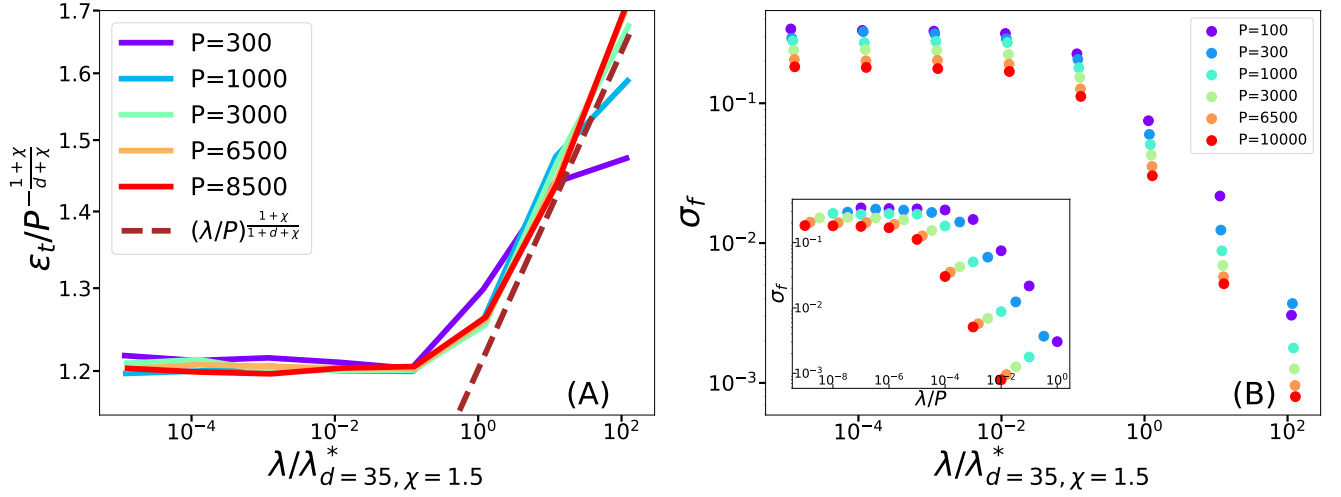 1.7
1.6
1.5
1.4
1.3
1.2
ε_t/P^{-\frac{1+χ}{d+χ}}
P=300
P=1000
P=3000
P=6500
P=8500
(λ/P)^{\frac{1+χ}{1+d+χ}}
(A)
10^{-4} 10^{-2} 10^{0} 10^{2}
λ/λ^*_{d=35, χ=1.5}
10^{-1}
10^{-2}
10^{-3}
σ_f
P=100
P=300
P=1000
P=3000
P=6500
P=10000
10^{-1}
10^{-2}
10^{-3}
σ_f
10^{-8} 10^{-6} 10^{-4} 10^{-2} 10^{0}
λ/P
(B)
10^{-4} 10^{-2} 10^{0} 10^{2}
λ/λ^*_{d=35, χ=1.5}